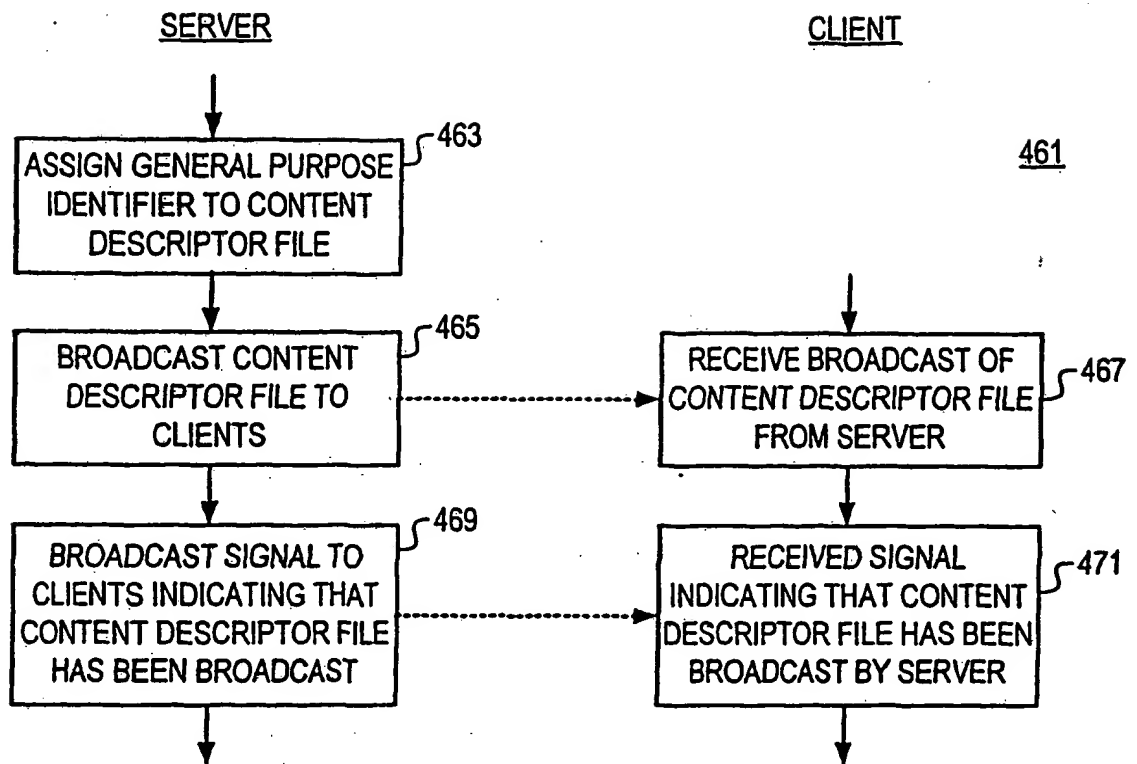 SERVER
CLIENT
463
461
ASSIGN GENERAL PURPOSE
IDENTIFIER TO CONTENT
DESCRIPTOR FILE
465
BROADCAST CONTENT
DESCRIPTOR FILE TO
CLIENTS
RECEIVE BROADCAST OF
CONTENT DESCRIPTOR FILE
FROM SERVER
467
469
BROADCAST SIGNAL TO
CLIENTS INDICATING THAT
CONTENT DESCRIPTOR FILE
HAS BEEN BROADCAST
RECEIVED SIGNAL
INDICATING THAT CONTENT
DESCRIPTOR FILE HAS BEEN
BROADCAST BY SERVER
471